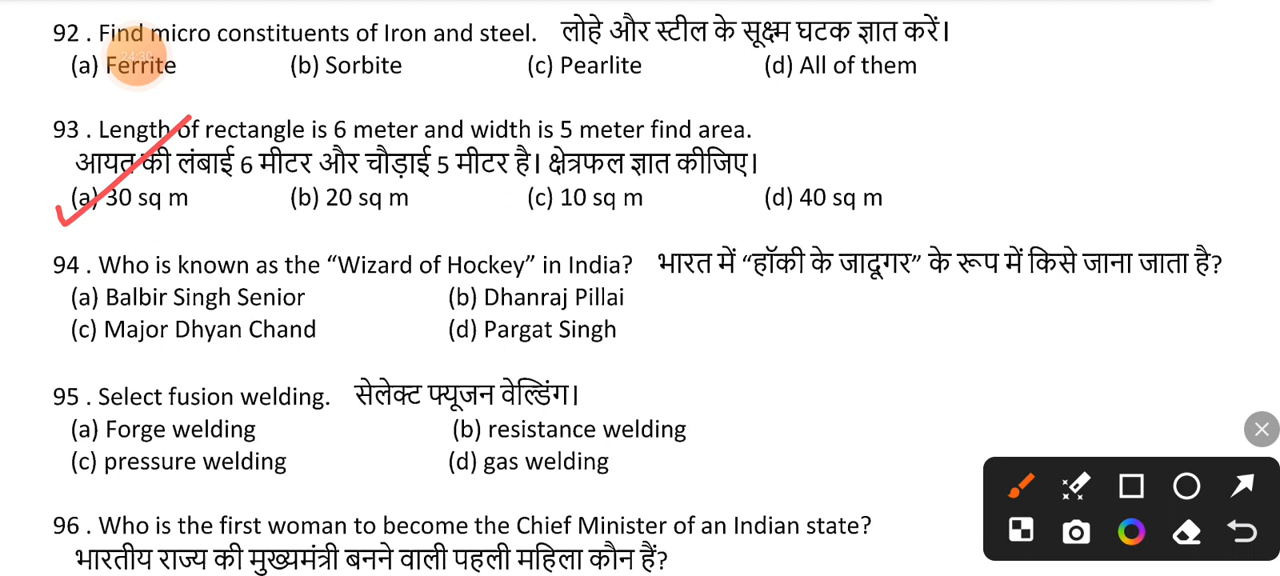 92 . Find micro constituents of Iron and steel. लोहे और स्टील के सूक्ष्म घटक ज्ञात करें।
(a) Ferrite (b) Sorbite (c) Pearlite (d) All of them
93 . Length of rectangle is 6 meter and width is 5 meter find area.
आयत की लंबाई 6 मीटर और चौड़ाई 5 मीटर है। क्षेत्रफल ज्ञात कीजिए।
(a) 30 sq m (b) 20 sq m (c) 10 sq m (d) 40 sq m
94 . Who is known as the “Wizard of Hockey” in India? भारत में “हॉकी के जादूगर” के रूप में किसे जाना जाता है?
(a) Balbir Singh Senior (b) Dhanraj Pillai
(c) Major Dhyan Chand (d) Pargat Singh
95 . Select fusion welding. सेलेक्ट फ्यूजन वेल्डिंग।
(a) Forge welding (b) resistance welding
(c) pressure welding (d) gas welding
96 . Who is the first woman to become the Chief Minister of an Indian state?
भारतीय राज्य की मुख्यमंत्री बनने वाली पहली महिला कौन हैं?